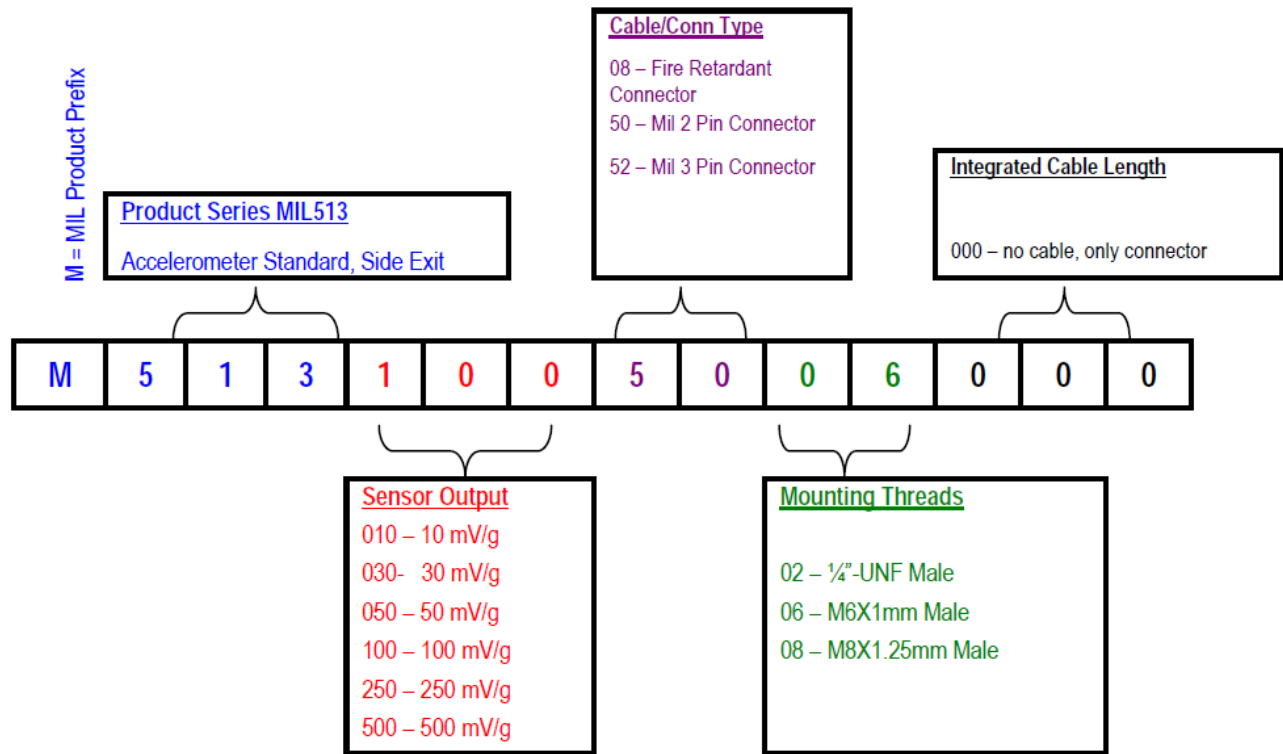 M = MIL Product Prefix
Product Series MIL513
Accelerometer Standard, Side Exit
Cable/Conn Type
08 – Fire Retardant
Connector
50 – Mil 2 Pin Connector
52 – Mil 3 Pin Connector
Integrated Cable Length
000 – no cable, only connector
M 5 1 3 1 0 0 5 0 0 6 0 0 0
Sensor Output
010 – 10 mV/g
030- 30 mV/g
050 – 50 mV/g
100 – 100 mV/g
250 – 250 mV/g
500 – 500 mV/g
Mounting Threads
02 – ¼”-UNF Male
06 – M6X1mm Male
08 – M8X1.25mm Male